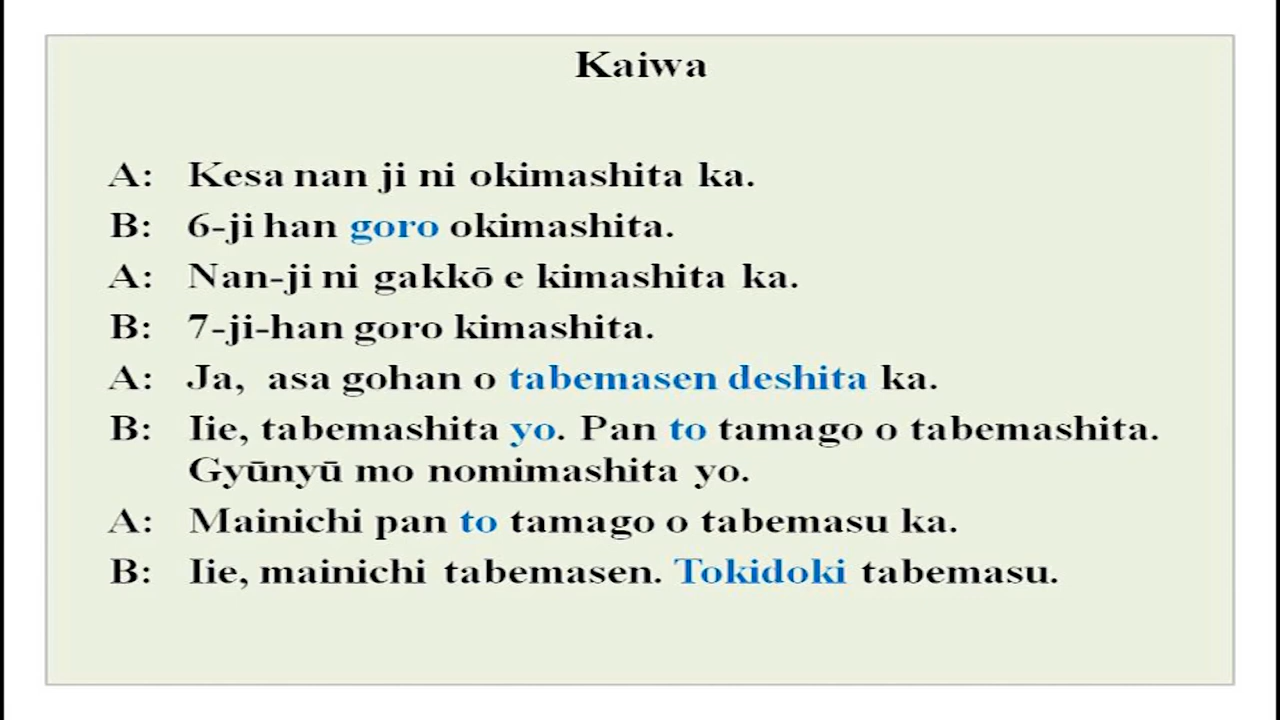 Kaiwa
A: Kesa nan ji ni okimashita ka.
B: 6-ji han goro okimashita.
A: Nan-ji ni gakkō e kimashita ka.
B: 7-ji-han goro kimashita.
A: Ja, asa gohan o tabemasen deshita ka.
B: Iie, tabemashita yo. Pan to tamago o tabemashita.
Gyūnyū mo nomimashita yo.
A: Mainichi pan to tamago o tabemasu ka.
B: Iie, mainichi tabemasen. Tokidoki tabemasu.